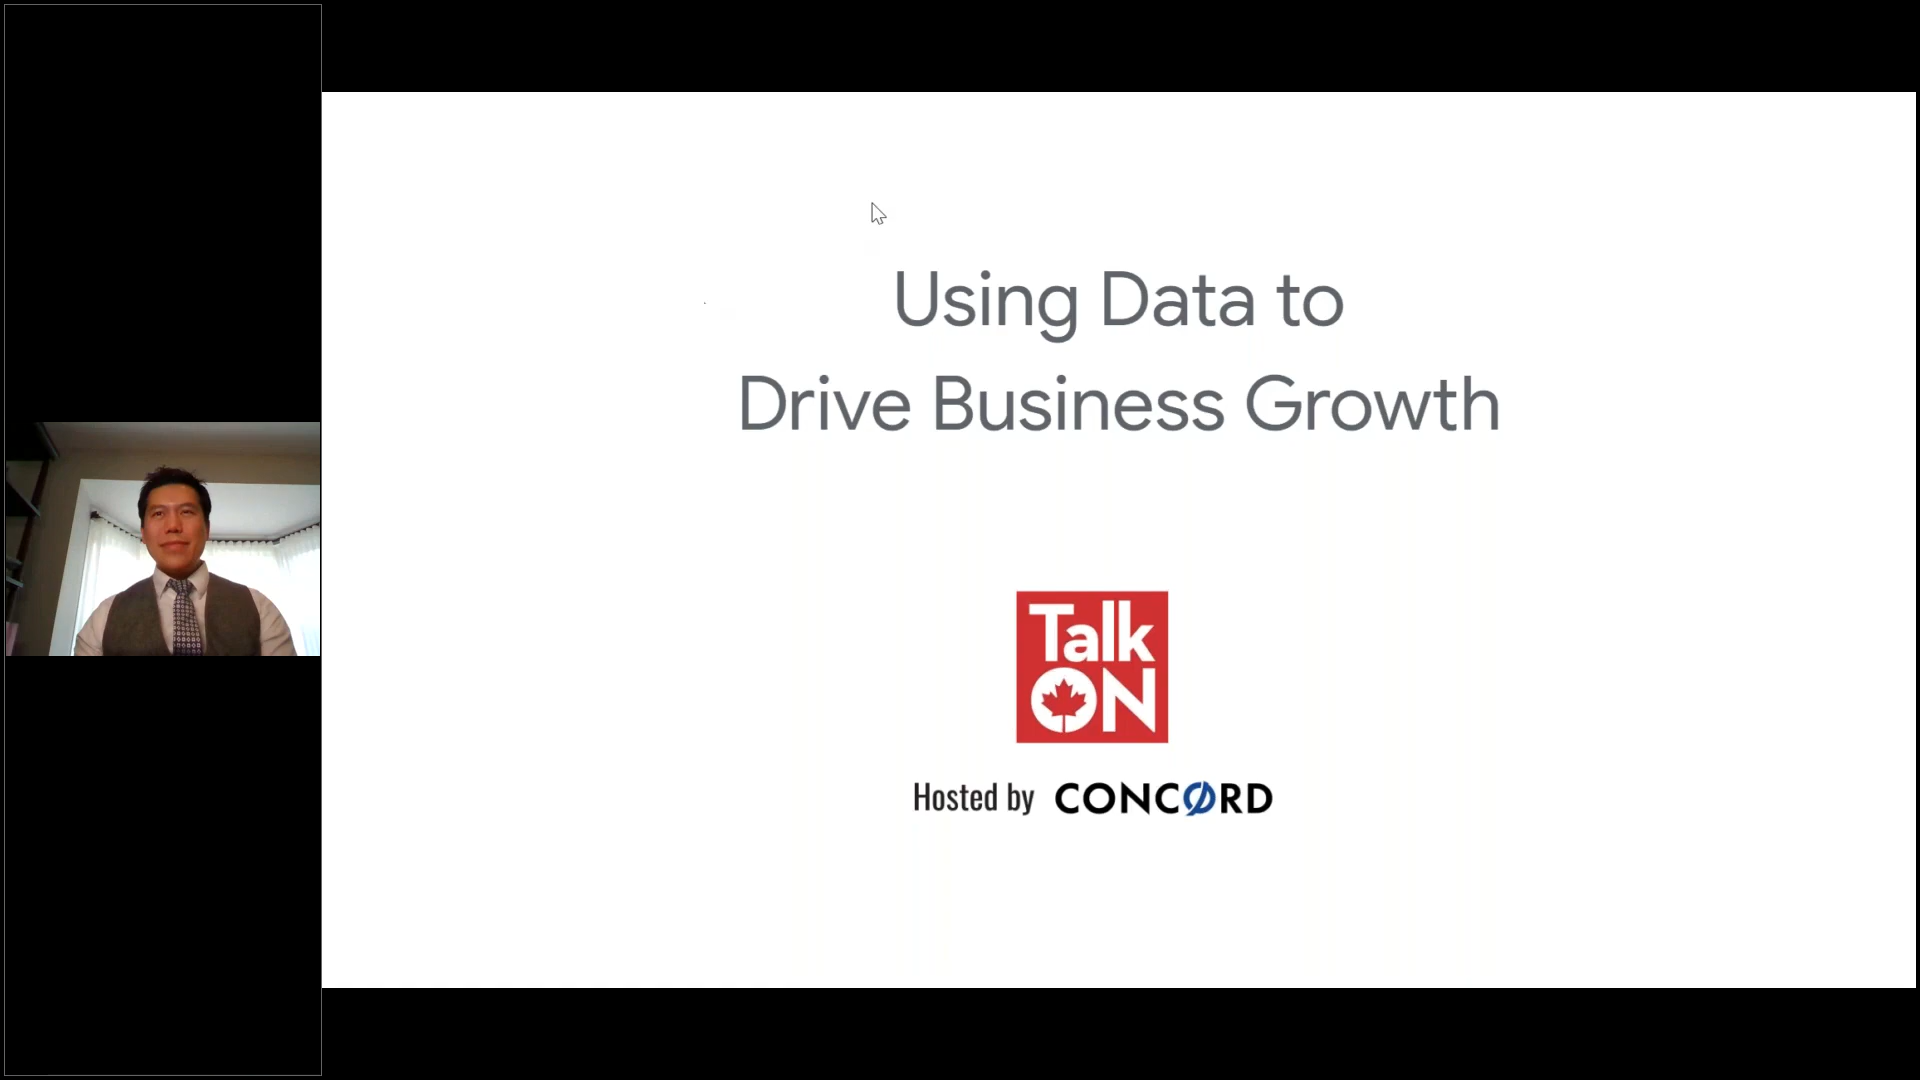 Using Data to
Drive Business Growth
Talk
ON
Hosted by CONCORD